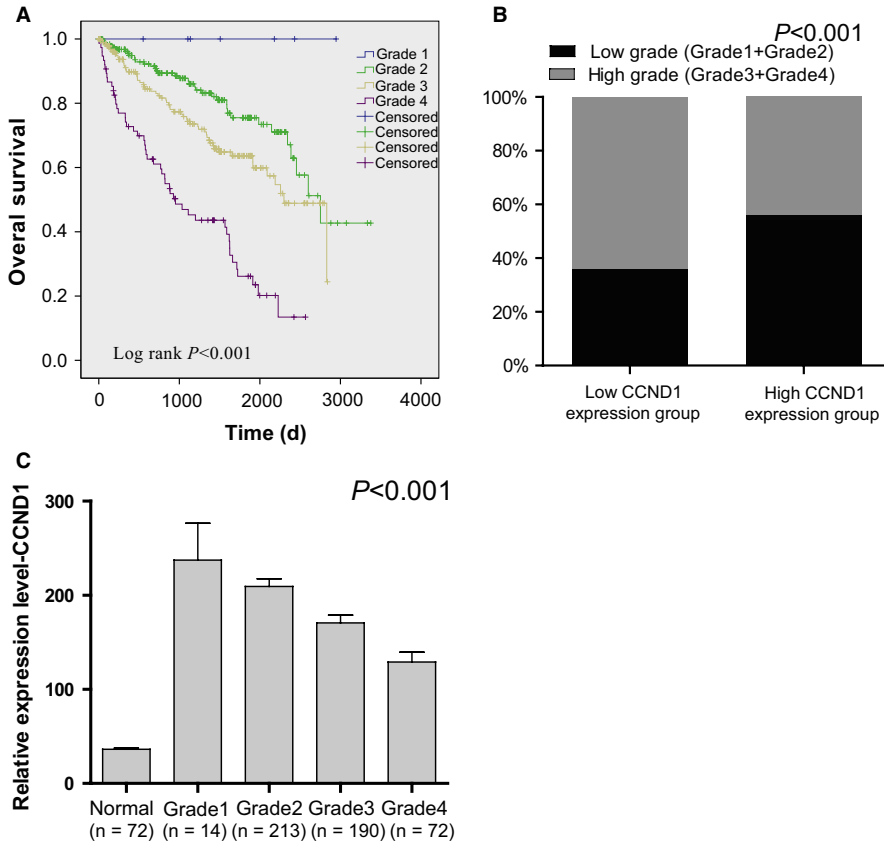 A
Overal survival
1.0
0.8
0.6
0.4
0.2
0.0
Grade 1
Grade 2
Grade 3
Grade 4
Censored
Censored
Censored
Censored
Log rank P<0.001
0 1000 2000 3000 4000
Time (d)
B
P<0.001
Low grade (Grade1+Grade2)
High grade (Grade3+Grade4)
100%
80%
60%
40%
20%
0%
Low CCND1
expression group
High CCND1
expression group
C
P<0.001
Relative expression level-CCND1
300
200
100
0
Normal Grade1 Grade2 Grade3 Grade4
(n = 72) (n = 14) (n = 213) (n = 190) (n = 72)